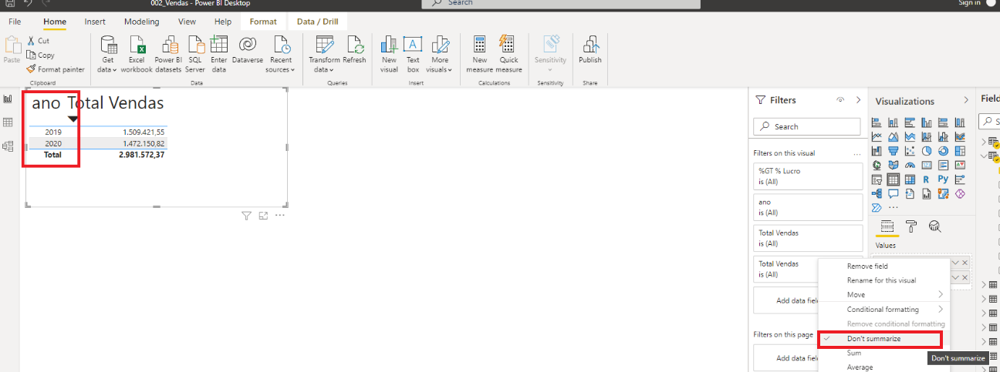 002_Vendas - Power BI Desktop
Search
Sign in
File Home Insert Modeling View Help Format Data / Drill
Paste
Cut
Copy
Format painter
Get data
Excel workbook
Power BI datasets
SQL Server
Enter data
Dataverse
Recent sources
Transform data
Refresh
New visual
Text box
More visuals
New measure
Quick measure
Sensitivity
Publish
Clipboard Data Queries Insert Calculations Sensitivity Share
ano Total Vendas
2019 1.509.421,55
2020 1.472.150,82
Total 2.981.572,37
Filters
Search
Filters on this visual
%GT % Lucro
is (All)
ano
is (All)
Total Vendas
is (All)
Total Vendas
is (All)
Add data fiel
Filters on this page
Add data fiel
Visualizations
R Py
Values
Remove field
Rename for this visual
Move
Conditional formatting
Remove conditional formatting
Don't summarize
Sum
Average
Don't summarize
Field
S